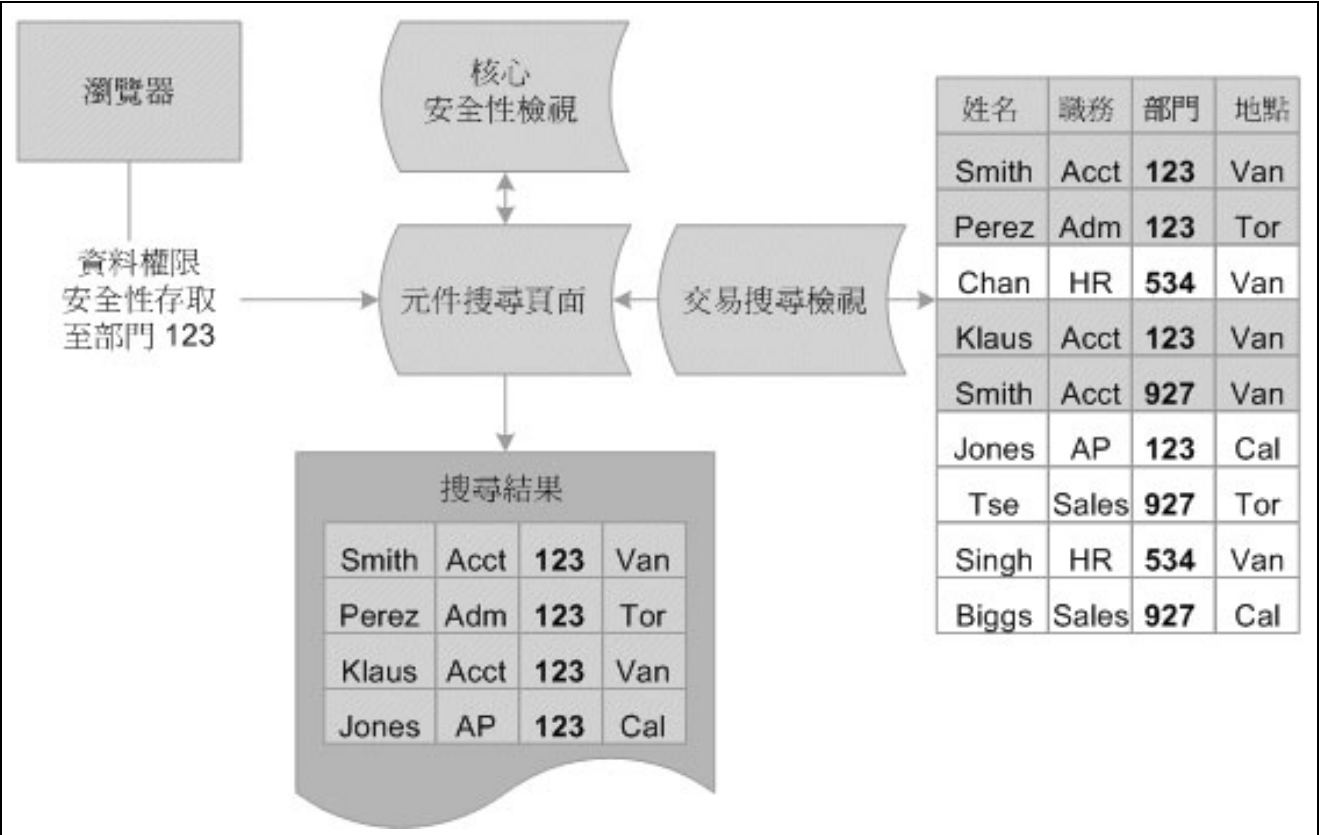 瀏覽器
核心
安全性檢視
資料權限
安全性存取
至部門 123
元件搜尋頁面
交易搜尋檢視
姓名 職務 部門 地點
Smith Acct 123 Van
Perez Adm 123 Tor
Chan HR 534 Van
Klaus Acct 123 Van
Smith Acct 927 Van
Jones AP 123 Cal
Tse Sales 927 Tor
Singh HR 534 Van
Biggs Sales 927 Cal
搜尋結果
Smith Acct 123 Van
Perez Adm 123 Tor
Klaus Acct 123 Van
Jones AP 123 Cal